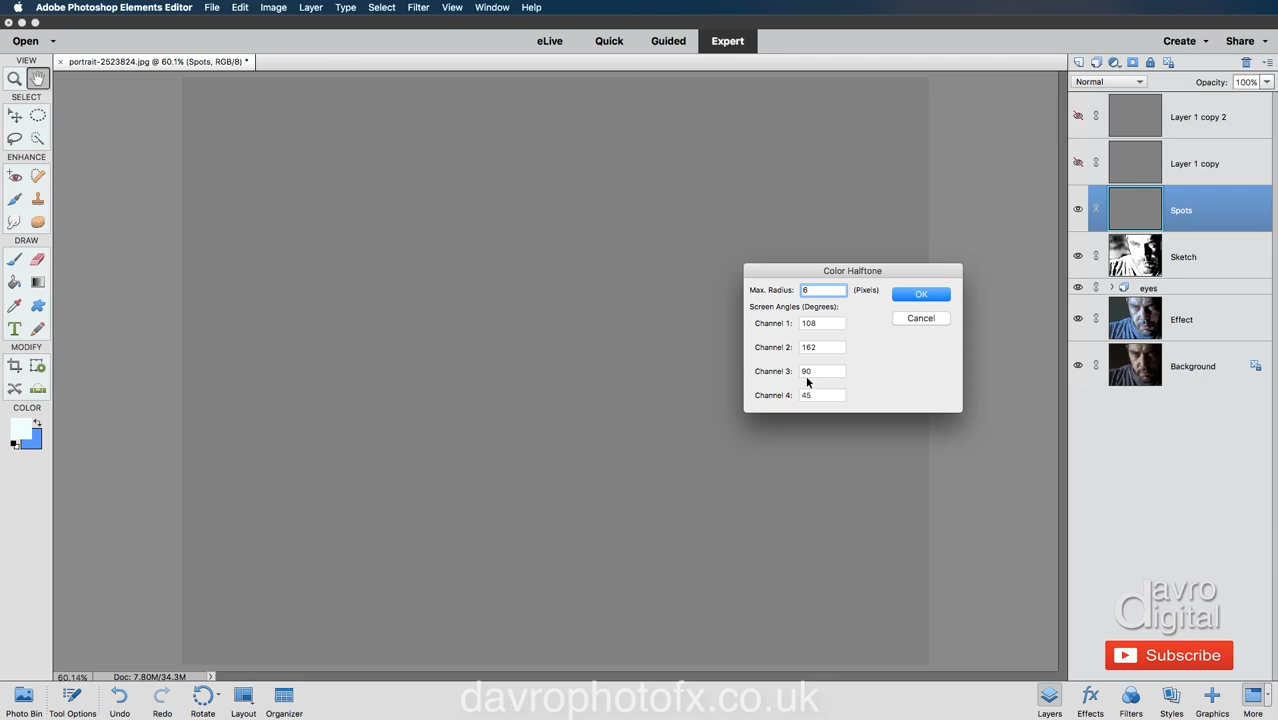 Adobe Photoshop Elements Editor File Edit Image Layer Type Select Filter View Window Help
Open eLive Quick Guided Expert Create Share
VIEW × portrait-2523824.jpg @ 60.1% (Spots, RGB/8) *
Normal Opacity: 100%
SELECT
Layer 1 copy 2
ENHANCE
Layer 1 copy
Spots
DRAW
Sketch
Color Halftone
Max. Radius: 6 (Pixels) OK
eyes
Screen Angles (Degrees):
Channel 1: 108 Cancel
Effect
Channel 2: 162
MODIFY
Channel 3: 90
Background
Channel 4: 45
COLOR
davro
digital
Subscribe
60.14% Doc: 7.80M/34.3M
davrophotofx.co.uk
Photo Bin Tool Options Undo Redo Rotate Layout Organizer Layers Effects Filters Styles Graphics More